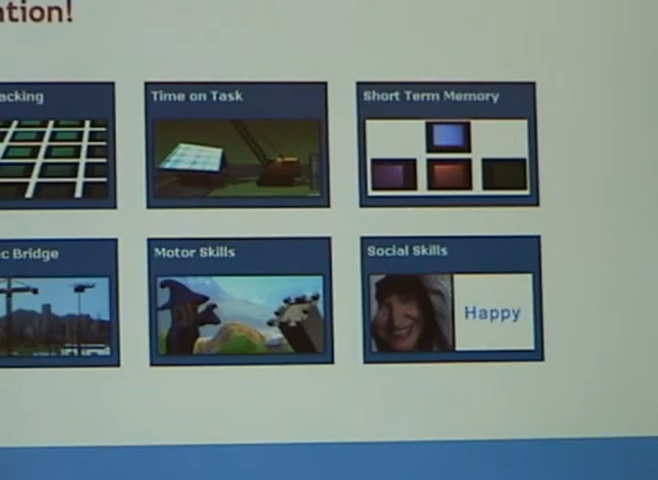 ation!
acking
Time on Task
Short Term Memory
c Bridge
Motor Skills
Social Skills
Happy